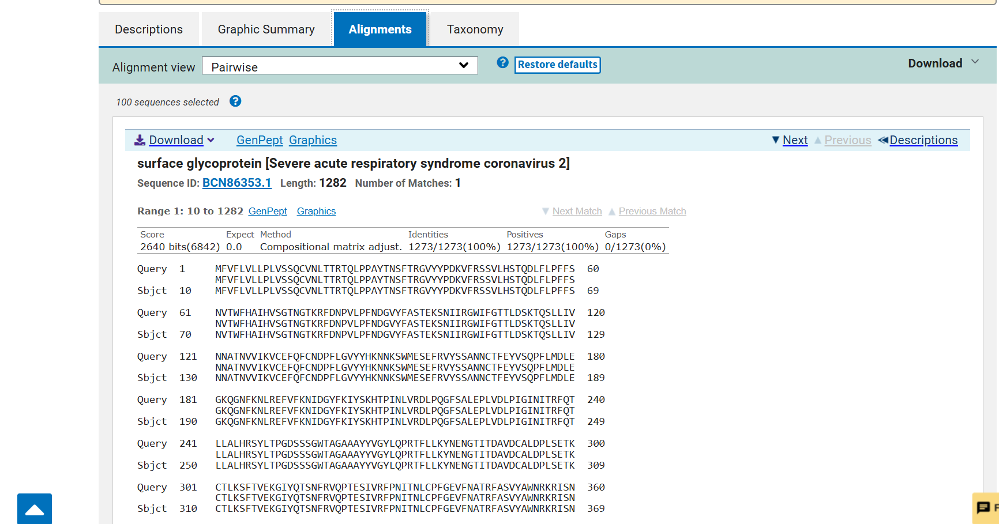 Descriptions Graphic Summary Alignments Taxonomy
Alignment view Pairwise ? Restore defaults Download
100 sequences selected ?
Download GenPept Graphics ▼ Next ▲ Previous ≪Descriptions
surface glycoprotein [Severe acute respiratory syndrome coronavirus 2]
Sequence ID: BCN86353.1 Length: 1282 Number of Matches: 1
Range 1: 10 to 1282 GenPept Graphics ▼ Next Match ▲ Previous Match
Score Expect Method Identities Positives Gaps
2640 bits(6842) 0.0 Compositional matrix adjust. 1273/1273(100%) 1273/1273(100%) 0/1273(0%)
Query 1 MFVFLVLLPLVSSQCVNLTTRTQLPPAYTNSFTRGVYYPDKVFRSSVLHSTQDLFLPFFS 60
MFVFLVLLPLVSSQCVNLTTRTQLPPAYTNSFTRGVYYPDKVFRSSVLHSTQDLFLPFFS
Sbjct 10 MFVFLVLLPLVSSQCVNLTTRTQLPPAYTNSFTRGVYYPDKVFRSSVLHSTQDLFLPFFS 69
Query 61 NVTWFHAIHVSGTNGTKRFDNPVLPFNDGVYFASTEKSNIIRGWIFGTTLDSKTQSLLIV 120
NVTWFHAIHVSGTNGTKRFDNPVLPFNDGVYFASTEKSNIIRGWIFGTTLDSKTQSLLIV
Sbjct 70 NVTWFHAIHVSGTNGTKRFDNPVLPFNDGVYFASTEKSNIIRGWIFGTTLDSKTQSLLIV 129
Query 121 NNATNVVIKVCEFQFCNDPFLGVYYHKNNKSWMESEFRVYSSANNCTFEYVSQPFLMDLE 180
NNATNVVIKVCEFQFCNDPFLGVYYHKNNKSWMESEFRVYSSANNCTFEYVSQPFLMDLE
Sbjct 130 NNATNVVIKVCEFQFCNDPFLGVYYHKNNKSWMESEFRVYSSANNCTFEYVSQPFLMDLE 189
Query 181 GKQGNFKNLREFVFKNIDGYFKIYSKHTPINLVRDLPQGFSALEPLVDLPIGINITRFQT 240
GKQGNFKNLREFVFKNIDGYFKIYSKHTPINLVRDLPQGFSALEPLVDLPIGINITRFQT
Sbjct 190 GKQGNFKNLREFVFKNIDGYFKIYSKHTPINLVRDLPQGFSALEPLVDLPIGINITRFQT 249
Query 241 LLALHRSYLTPGDSSSGWTAGAAAYYVGYLQPRTFLLKYNENGTITDAVDCALDPLSETK 300
LLALHRSYLTPGDSSSGWTAGAAAYYVGYLQPRTFLLKYNENGTITDAVDCALDPLSETK
Sbjct 250 LLALHRSYLTPGDSSSGWTAGAAAYYVGYLQPRTFLLKYNENGTITDAVDCALDPLSETK 309
Query 301 CTLKSFTVEKGIYQTSNFRVQPTESIVRFPNITNLCPFGEVFNATRFASVYAWNRKRISN 360
CTLKSFTVEKGIYQTSNFRVQPTESIVRFPNITNLCPFGEVFNATRFASVYAWNRKRISN
Sbjct 310 CTLKSFTVEKGIYQTSNFRVQPTESIVRFPNITNLCPFGEVFNATRFASVYAWNRKRISN 369